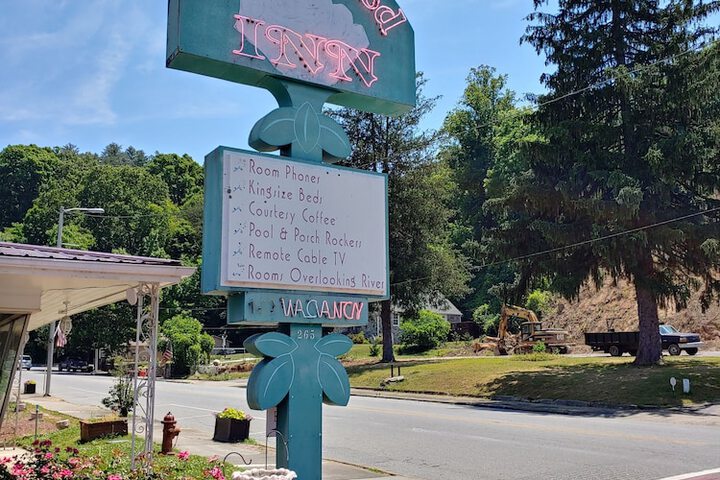 INN
Room Phones
Kingsize Beds
Courtesy Coffee
Pool & Porch Rockers
Remote Cable TV
Rooms Overlooking River
VACANCY
265